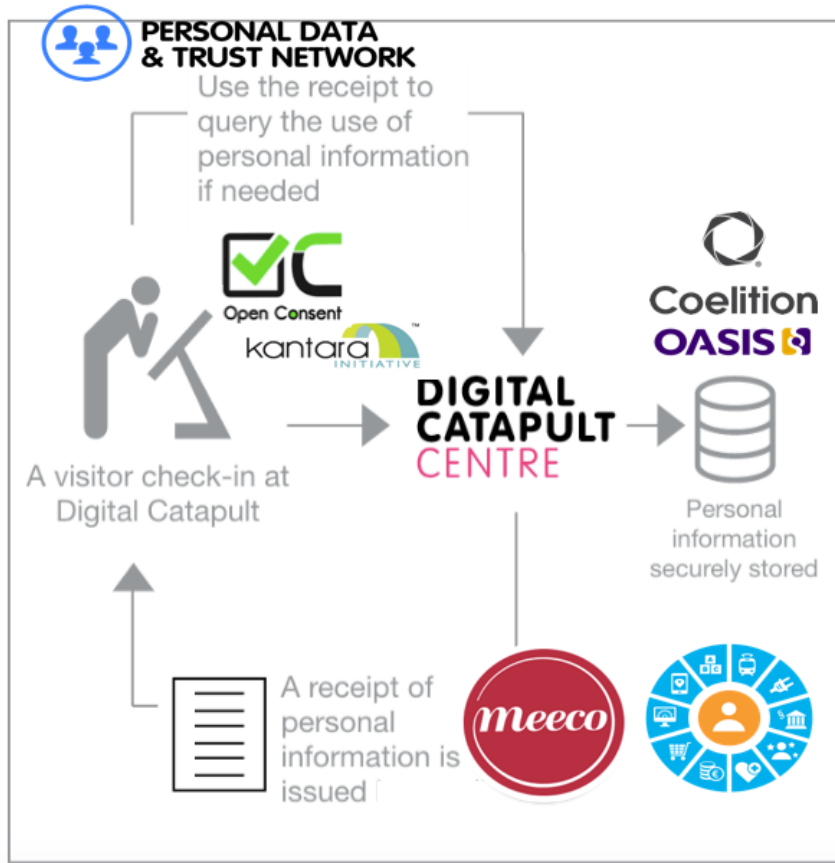 PERSONAL DATA
& TRUST NETWORK
Use the receipt to
query the use of
personal information
if needed
OC
Open Consent
kantara™
INITIATIVE
Coelition
OASIS
DIGITAL
CATAPULT
CENTRE
A visitor check-in at
Digital Catapult
Personal
information
securely stored
A receipt of
personal
information is
issued
meeco